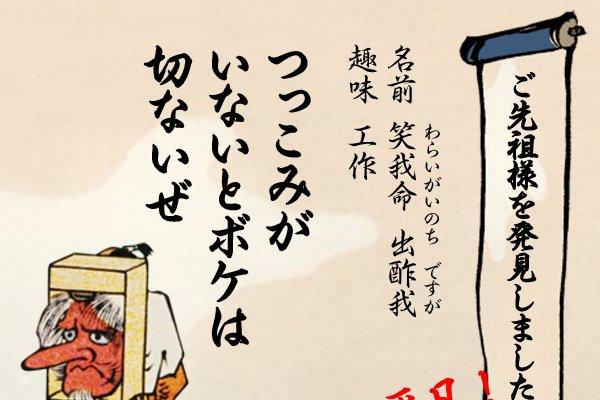 ご先祖様を発見しました
わらいがいのち ですが
名前 笑我命 出酢我
趣味 工作
つっこみが
いないとボケは
切ないぜ